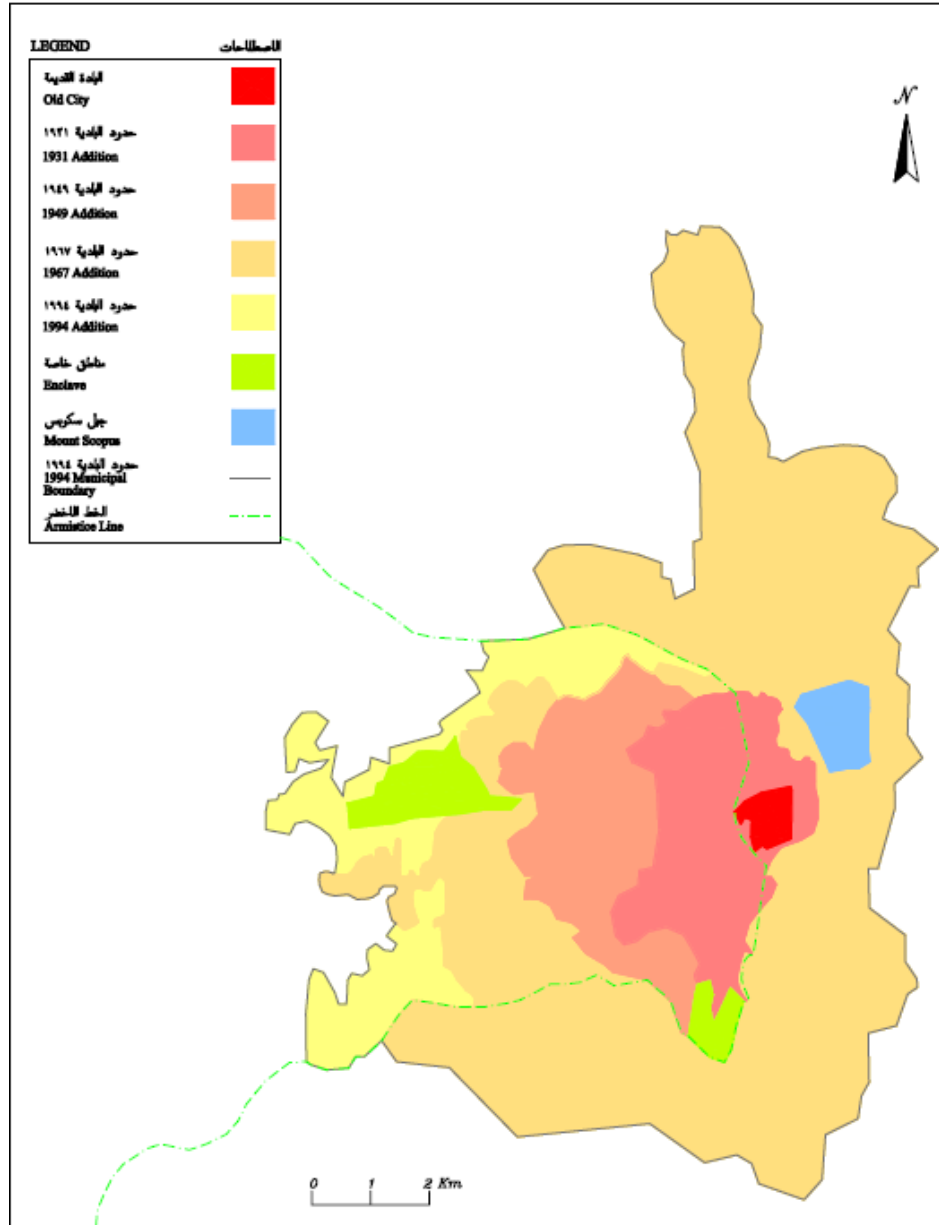 LEGEND الاصطلاحات
البلدة القديمة
Old City
حدود البلدية ١٩٣١
1931 Addition
حدود البلدية ١٩٤٩
1949 Addition
حدود البلدية ١٩٦٧
1967 Addition
حدود البلدية ١٩٩٤
1994 Addition
مناطق خاصة
Enclave
جبل سكوبس
Mount Scopus
حدود البلدية ١٩٩٤
1994 Municipal
Boundary
الخط الاخضر
Armistice Line
N
0 1 2 Km